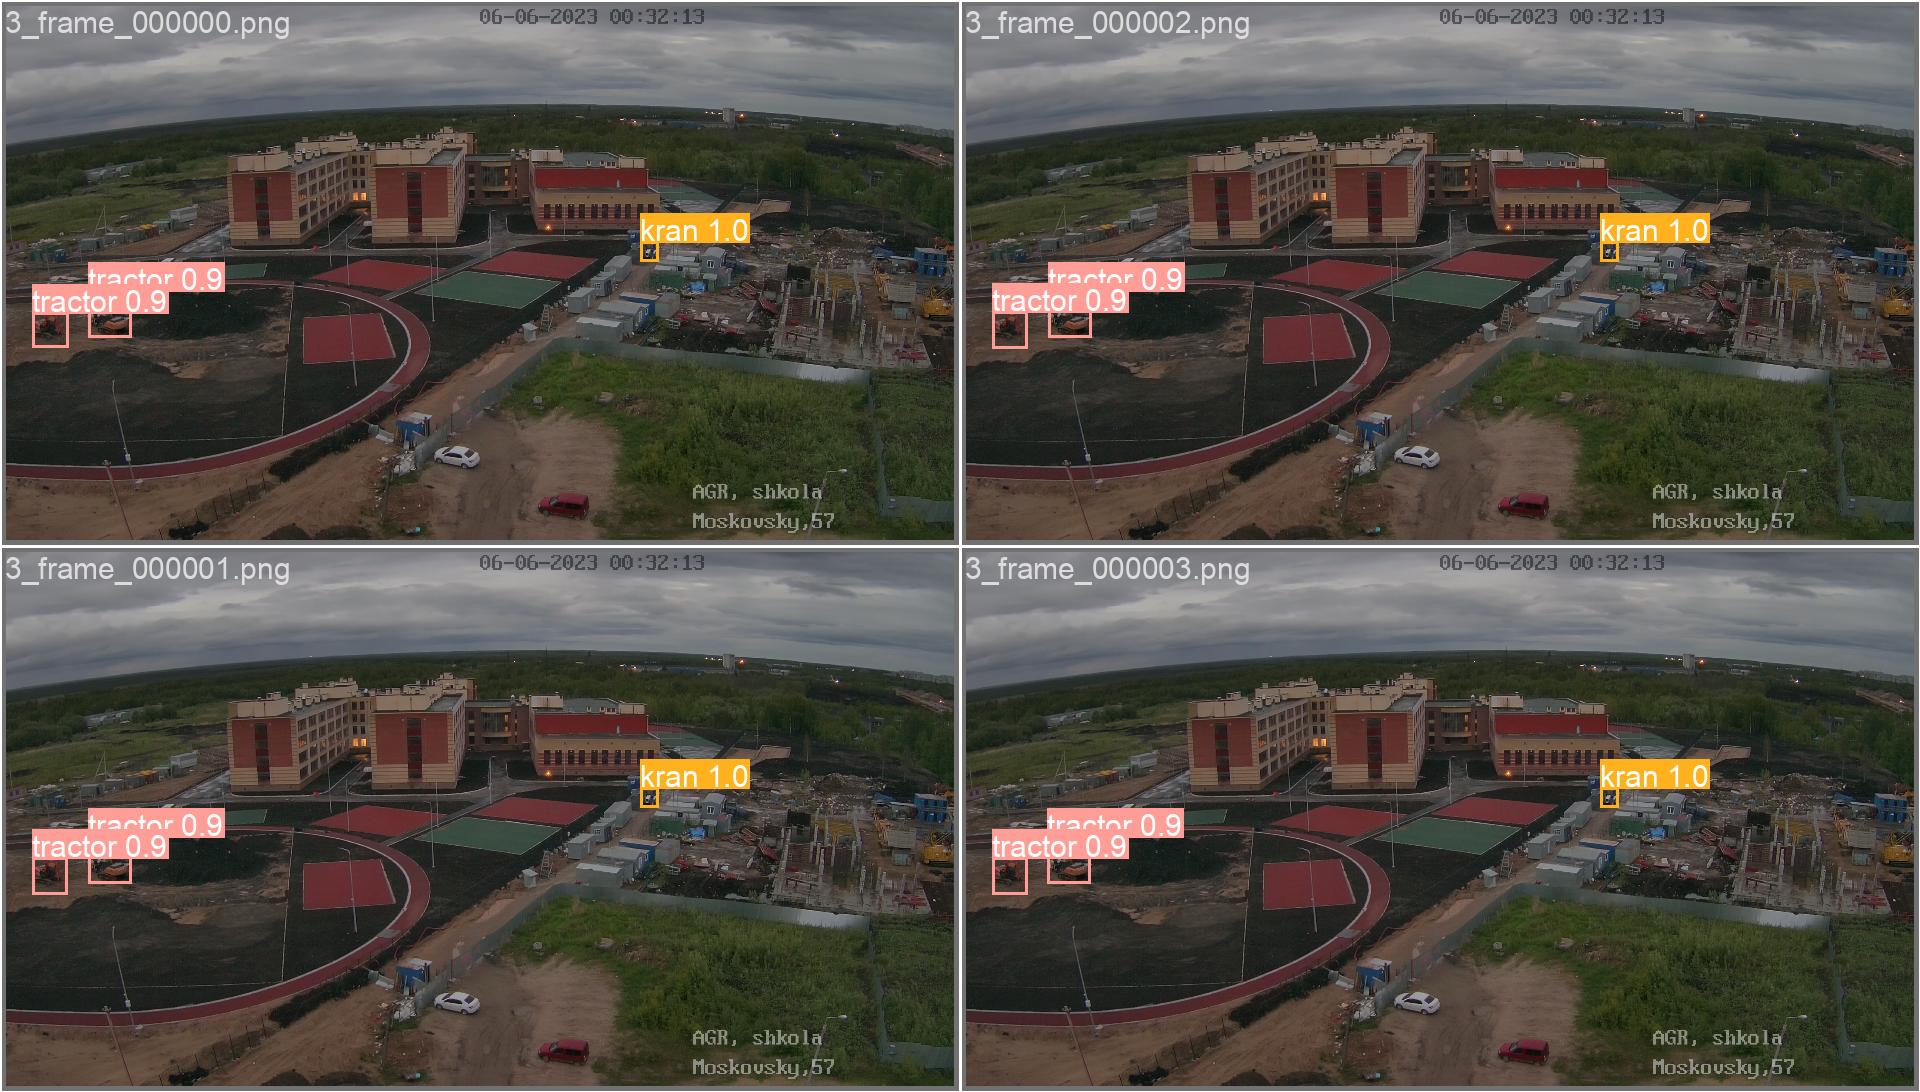 3_frame_000000.png
06-06-2023 00:32:13
kran 1.0
tractor 0.9
tractor 0.9
AGR, shkola
Moskovsky,57
3_frame_000002.png
06-06-2023 00:32:13
kran 1.0
tractor 0.9
tractor 0.9
AGR, shkola
Moskovsky,57
3_frame_000001.png
06-06-2023 00:32:13
kran 1.0
tractor 0.9
tractor 0.9
AGR, shkola
Moskovsky,57
3_frame_000003.png
06-06-2023 00:32:13
kran 1.0
tractor 0.9
tractor 0.9
AGR, shkola
Moskovsky,57